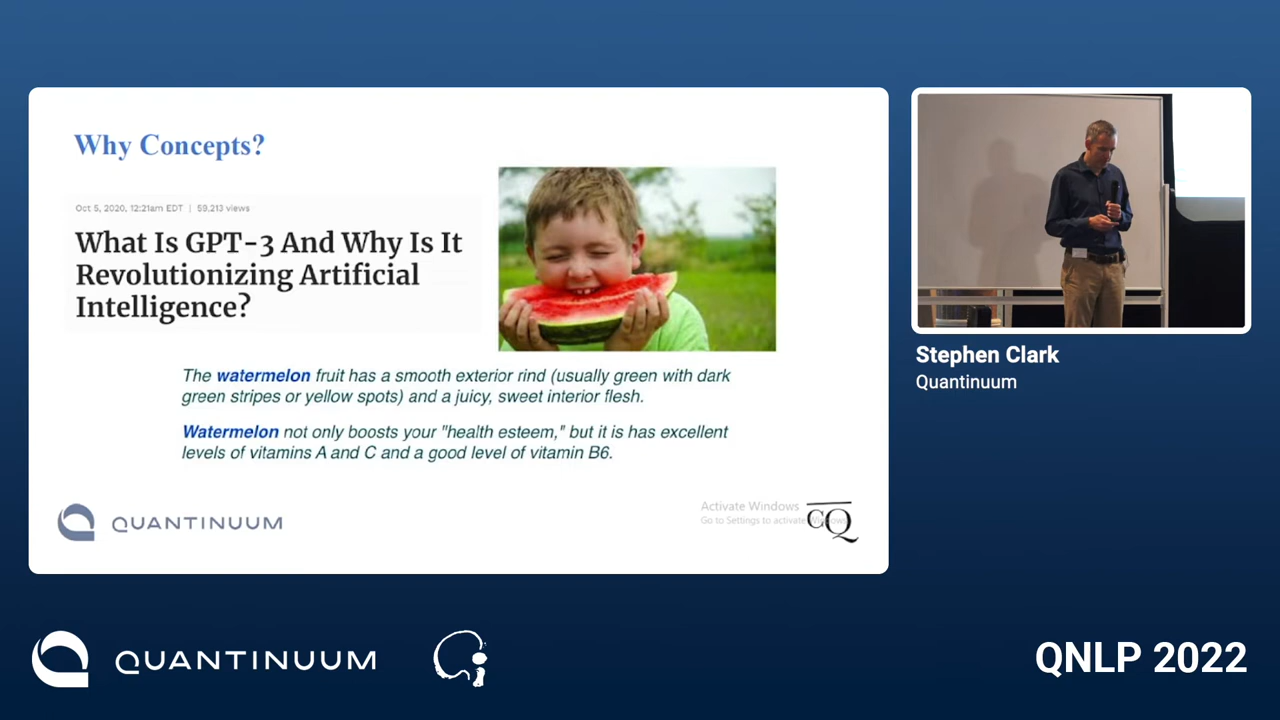 Why Concepts?
Oct 5, 2020, 12:21am EDT | 59,213 views
What Is GPT-3 And Why Is It
Revolutionizing Artificial
Intelligence?
The watermelon fruit has a smooth exterior rind (usually green with dark
green stripes or yellow spots) and a juicy, sweet interior flesh.
Watermelon not only boosts your "health esteem," but it is has excellent
levels of vitamins A and C and a good level of vitamin B6.
QUANTINUUM
Activate Windows
Go to Settings to activate Windows.
CQ
Stephen Clark
Quantinuum
QUANTINUUM
QNLP 2022